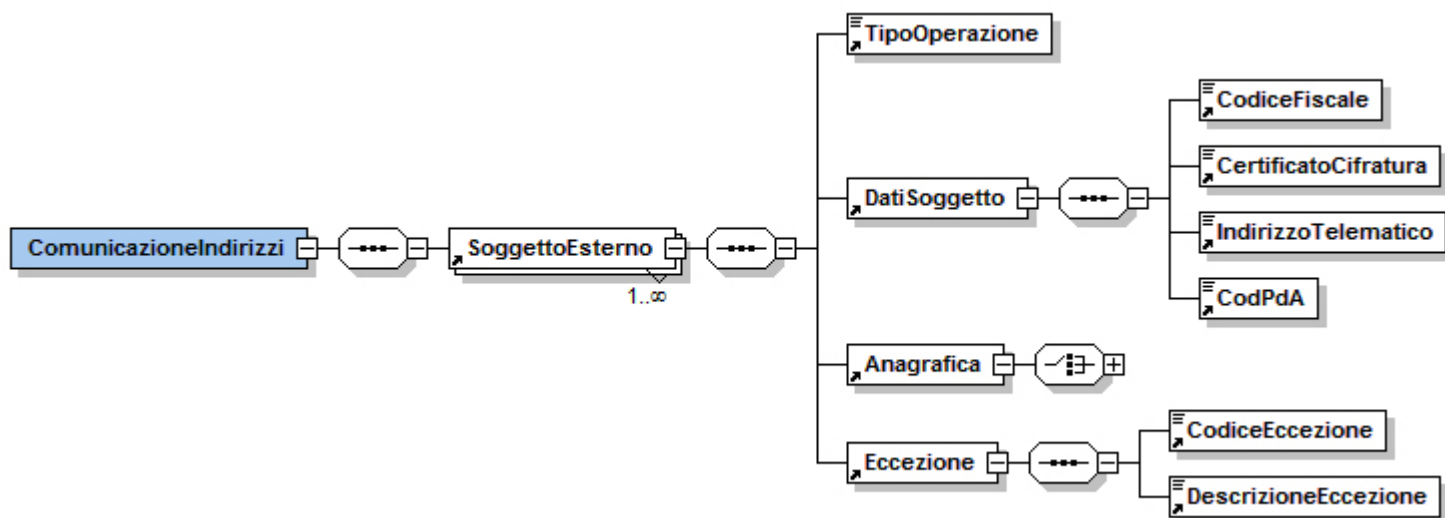 TipoOperazione
CodiceFiscale
CertificatoCifratura
DatiSoggetto
IndirizzoTelematico
ComunicazioneIndirizzi
SoggettoEsterno
1..∞
CodPdA
Anagrafica
CodiceEccezione
Eccezione
DescrizioneEccezione